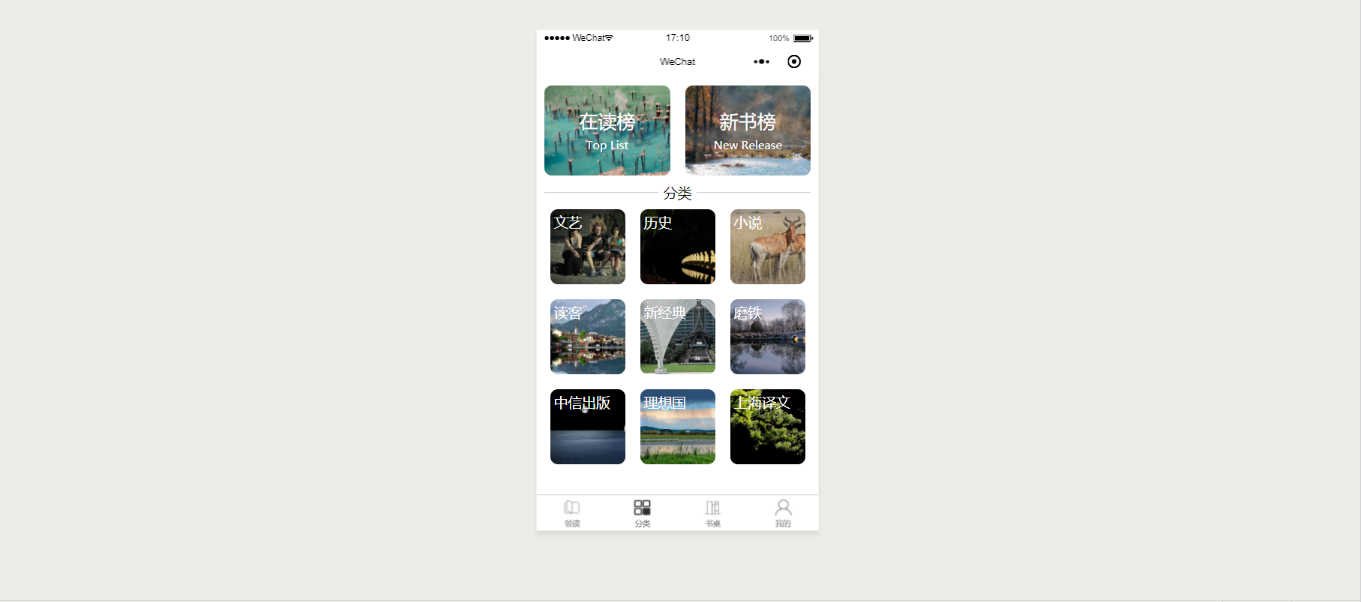 WeChat 17:10 100%
WeChat
在读榜 新书榜
Top List New Release
分类
文艺 历史 小说
读客 新经典 磨铁
中信出版 理想国 上海译文
分类 书桌 我的